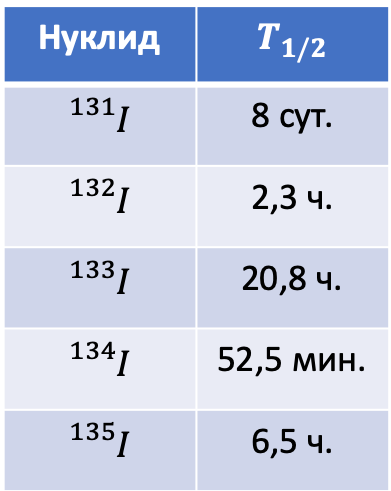 Нуклид T₁/₂
¹³¹I 8 сут.
¹³²I 2,3 ч.
¹³³I 20,8 ч.
¹³⁴I 52,5 мин.
¹³⁵I 6,5 ч.